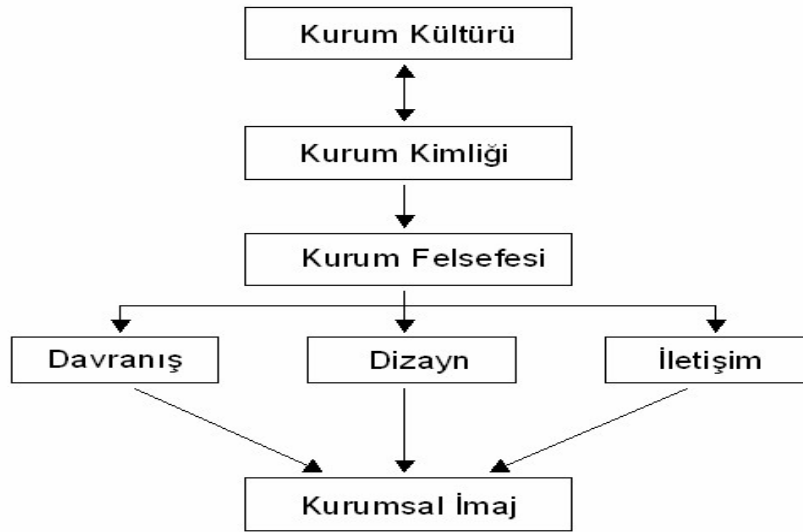 Kurum Kültürü
Kurum Kimliği
Kurum Felsefesi
Davranış
Dizayn
İletişim
Kurumsal İmaj